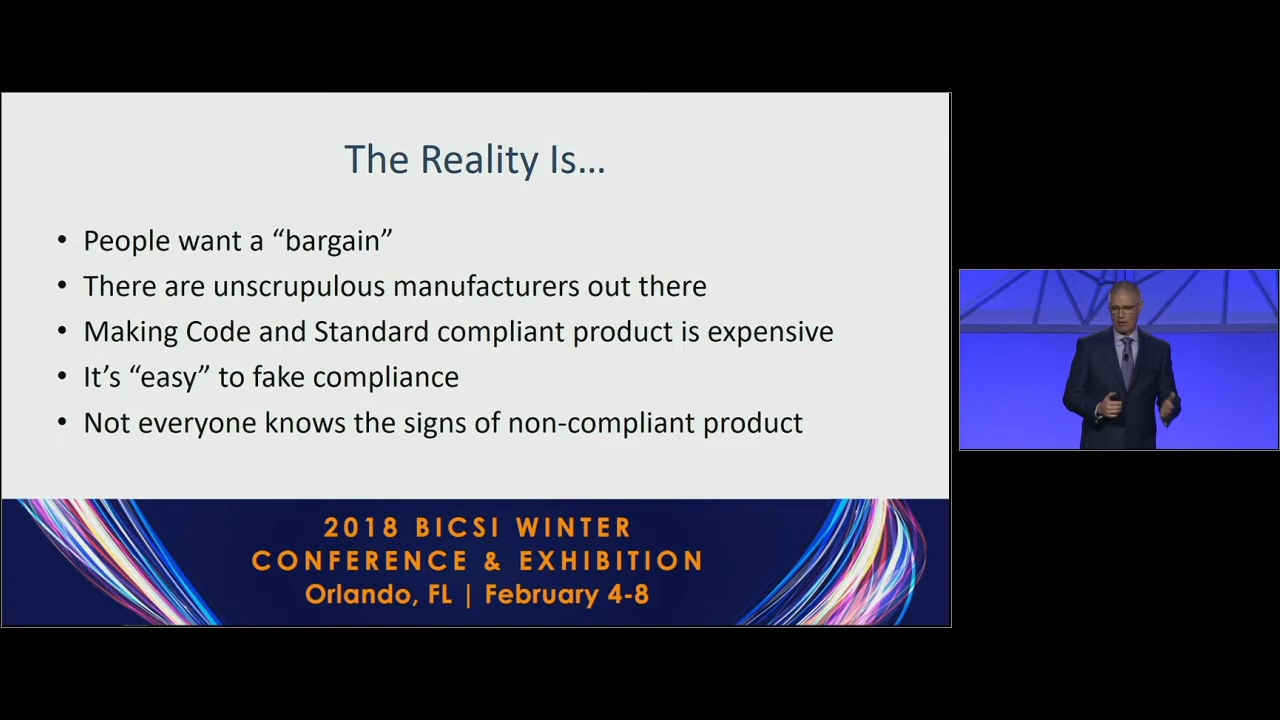 The Reality Is...
• People want a “bargain”
• There are unscrupulous manufacturers out there
• Making Code and Standard compliant product is expensive
• It’s “easy” to fake compliance
• Not everyone knows the signs of non-compliant product
2018 BICSI WINTER
CONFERENCE & EXHIBITION
Orlando, FL | February 4-8